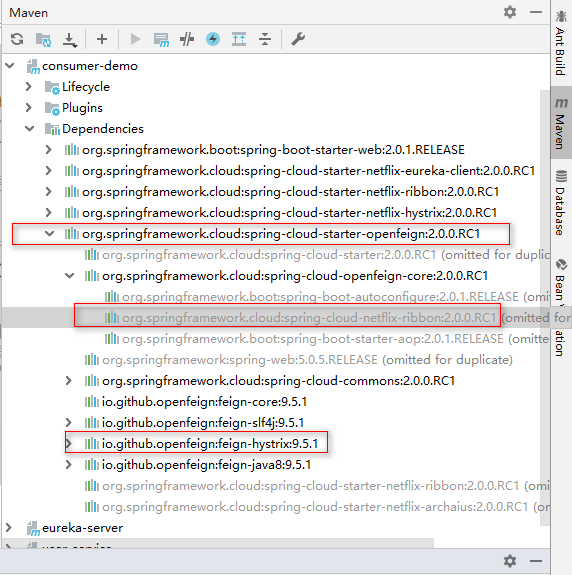 Maven
consumer-demo
Lifecycle
Plugins
Dependencies
org.springframework.boot:spring-boot-starter-web:2.0.1.RELEASE
org.springframework.cloud:spring-cloud-starter-netflix-eureka-client:2.0.0.RC1
org.springframework.cloud:spring-cloud-starter-netflix-ribbon:2.0.0.RC1
org.springframework.cloud:spring-cloud-starter-netflix-hystrix:2.0.0.RC1
org.springframework.cloud:spring-cloud-starter-openfeign:2.0.0.RC1
org.springframework.cloud:spring-cloud-starter:2.0.0.RC1 (omitted for duplic
org.springframework.cloud:spring-cloud-openfeign-core:2.0.0.RC1
org.springframework.boot:spring-boot-autoconfigure:2.0.1.RELEASE (omi
org.springframework.cloud:spring-cloud-netflix-ribbon:2.0.0.RC1 (omitted for
org.springframework.boot:spring-boot-starter-aop:2.0.1.RELEASE (omitte
org.springframework:spring-web:5.0.5.RELEASE (omitted for duplicate)
org.springframework.cloud:spring-cloud-commons:2.0.0.RC1
io.github.openfeign:feign-core:9.5.1
io.github.openfeign:feign-slf4j:9.5.1
io.github.openfeign:feign-hystrix:9.5.1
io.github.openfeign:feign-java8:9.5.1
org.springframework.cloud:spring-cloud-starter-netflix-ribbon:2.0.0.RC1 (om
org.springframework.cloud:spring-cloud-starter-netflix-archaius:2.0.0.RC1 (o
eureka-server
Ant Build
Maven
Database
Bean
ation